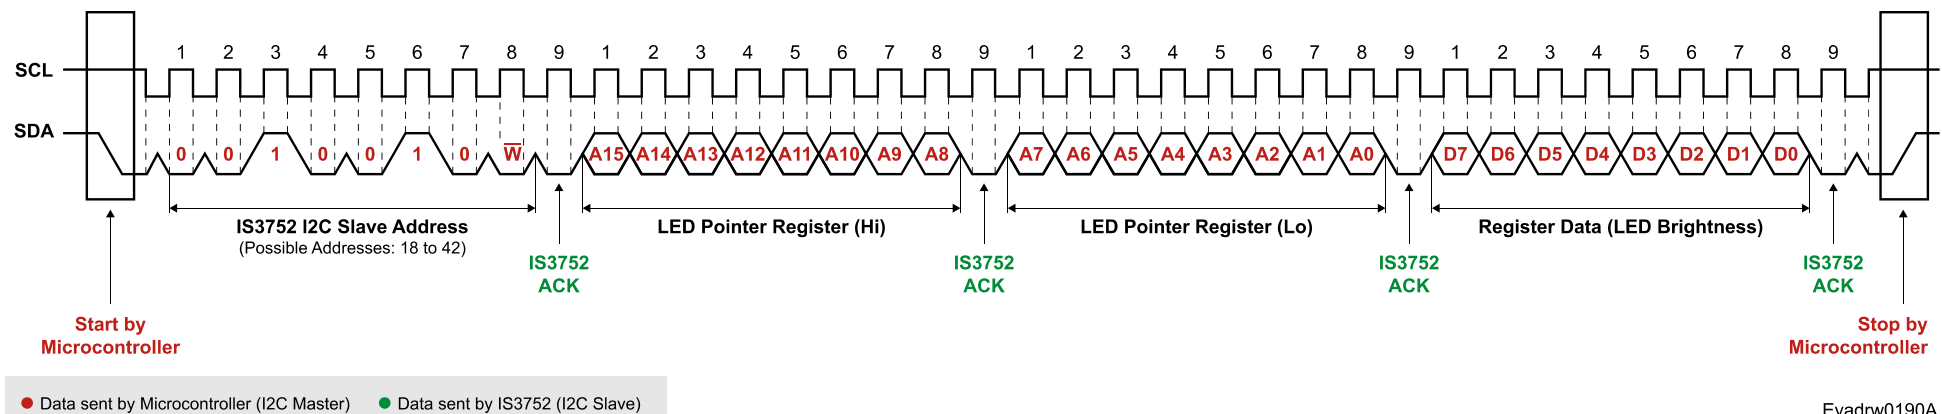 1 2 3 4 5 6 7 8 9 1 2 3 4 5 6 7 8 9 1 2 3 4 5 6 7 8 9 1 2 3 4 5 6 7 8 9
SCL
SDA
0 0 1 0 0 1 0 W̅ A15 A14 A13 A12 A11 A10 A9 A8 A7 A6 A5 A4 A3 A2 A1 A0 D7 D6 D5 D4 D3 D2 D1 D0
IS3752 I2C Slave Address
(Possible Addresses: 18 to 42)
LED Pointer Register (Hi)
LED Pointer Register (Lo)
Register Data (LED Brightness)
IS3752
ACK
IS3752
ACK
IS3752
ACK
IS3752
ACK
Start by
Microcontroller
Stop by
Microcontroller
Data sent by Microcontroller (I2C Master)
Data sent by IS3752 (I2C Slave)
Evadrw0190A